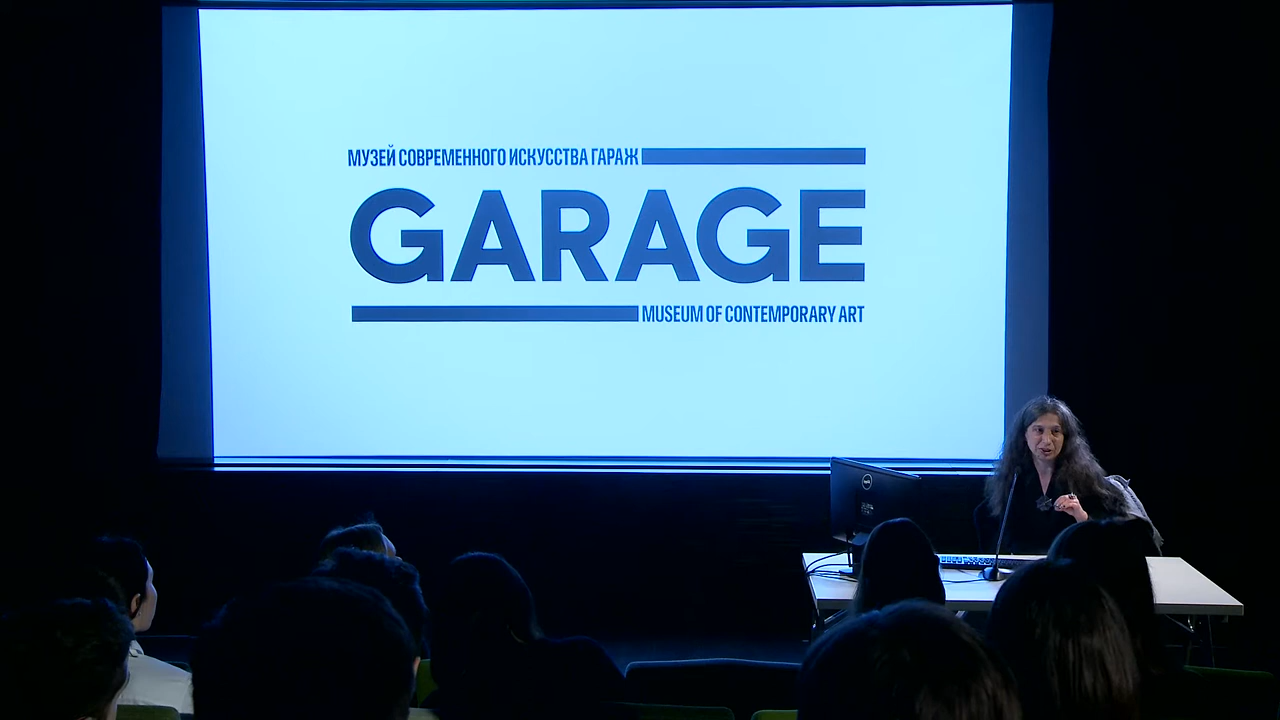 МУЗЕЙ СОВРЕМЕННОГО ИСКУССТВА ГАРАЖ
GARAGE
MUSEUM OF CONTEMPORARY ART